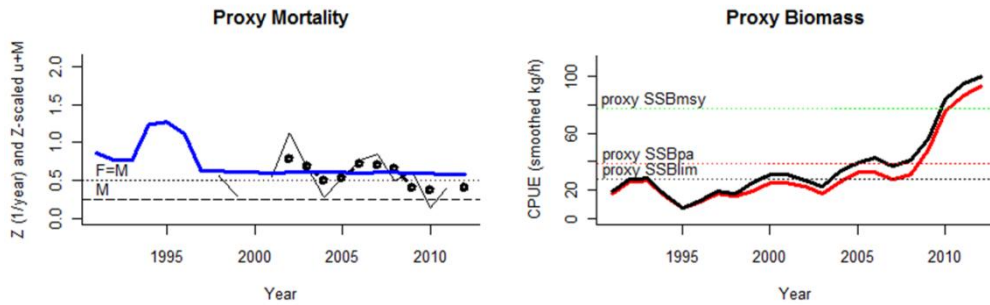 Proxy Mortality
Z (1/year) and Z-scaled u+M
2.0
1.5
1.0
0.5
0.0
F=M
M
1995
2000
2005
2010
Year
Proxy Biomass
CPUE (smoothed kg/h)
100
60
40
20
0
proxy SSBmsy
proxy SSBpa
proxy SSBlim
1995
2000
2005
2010
Year